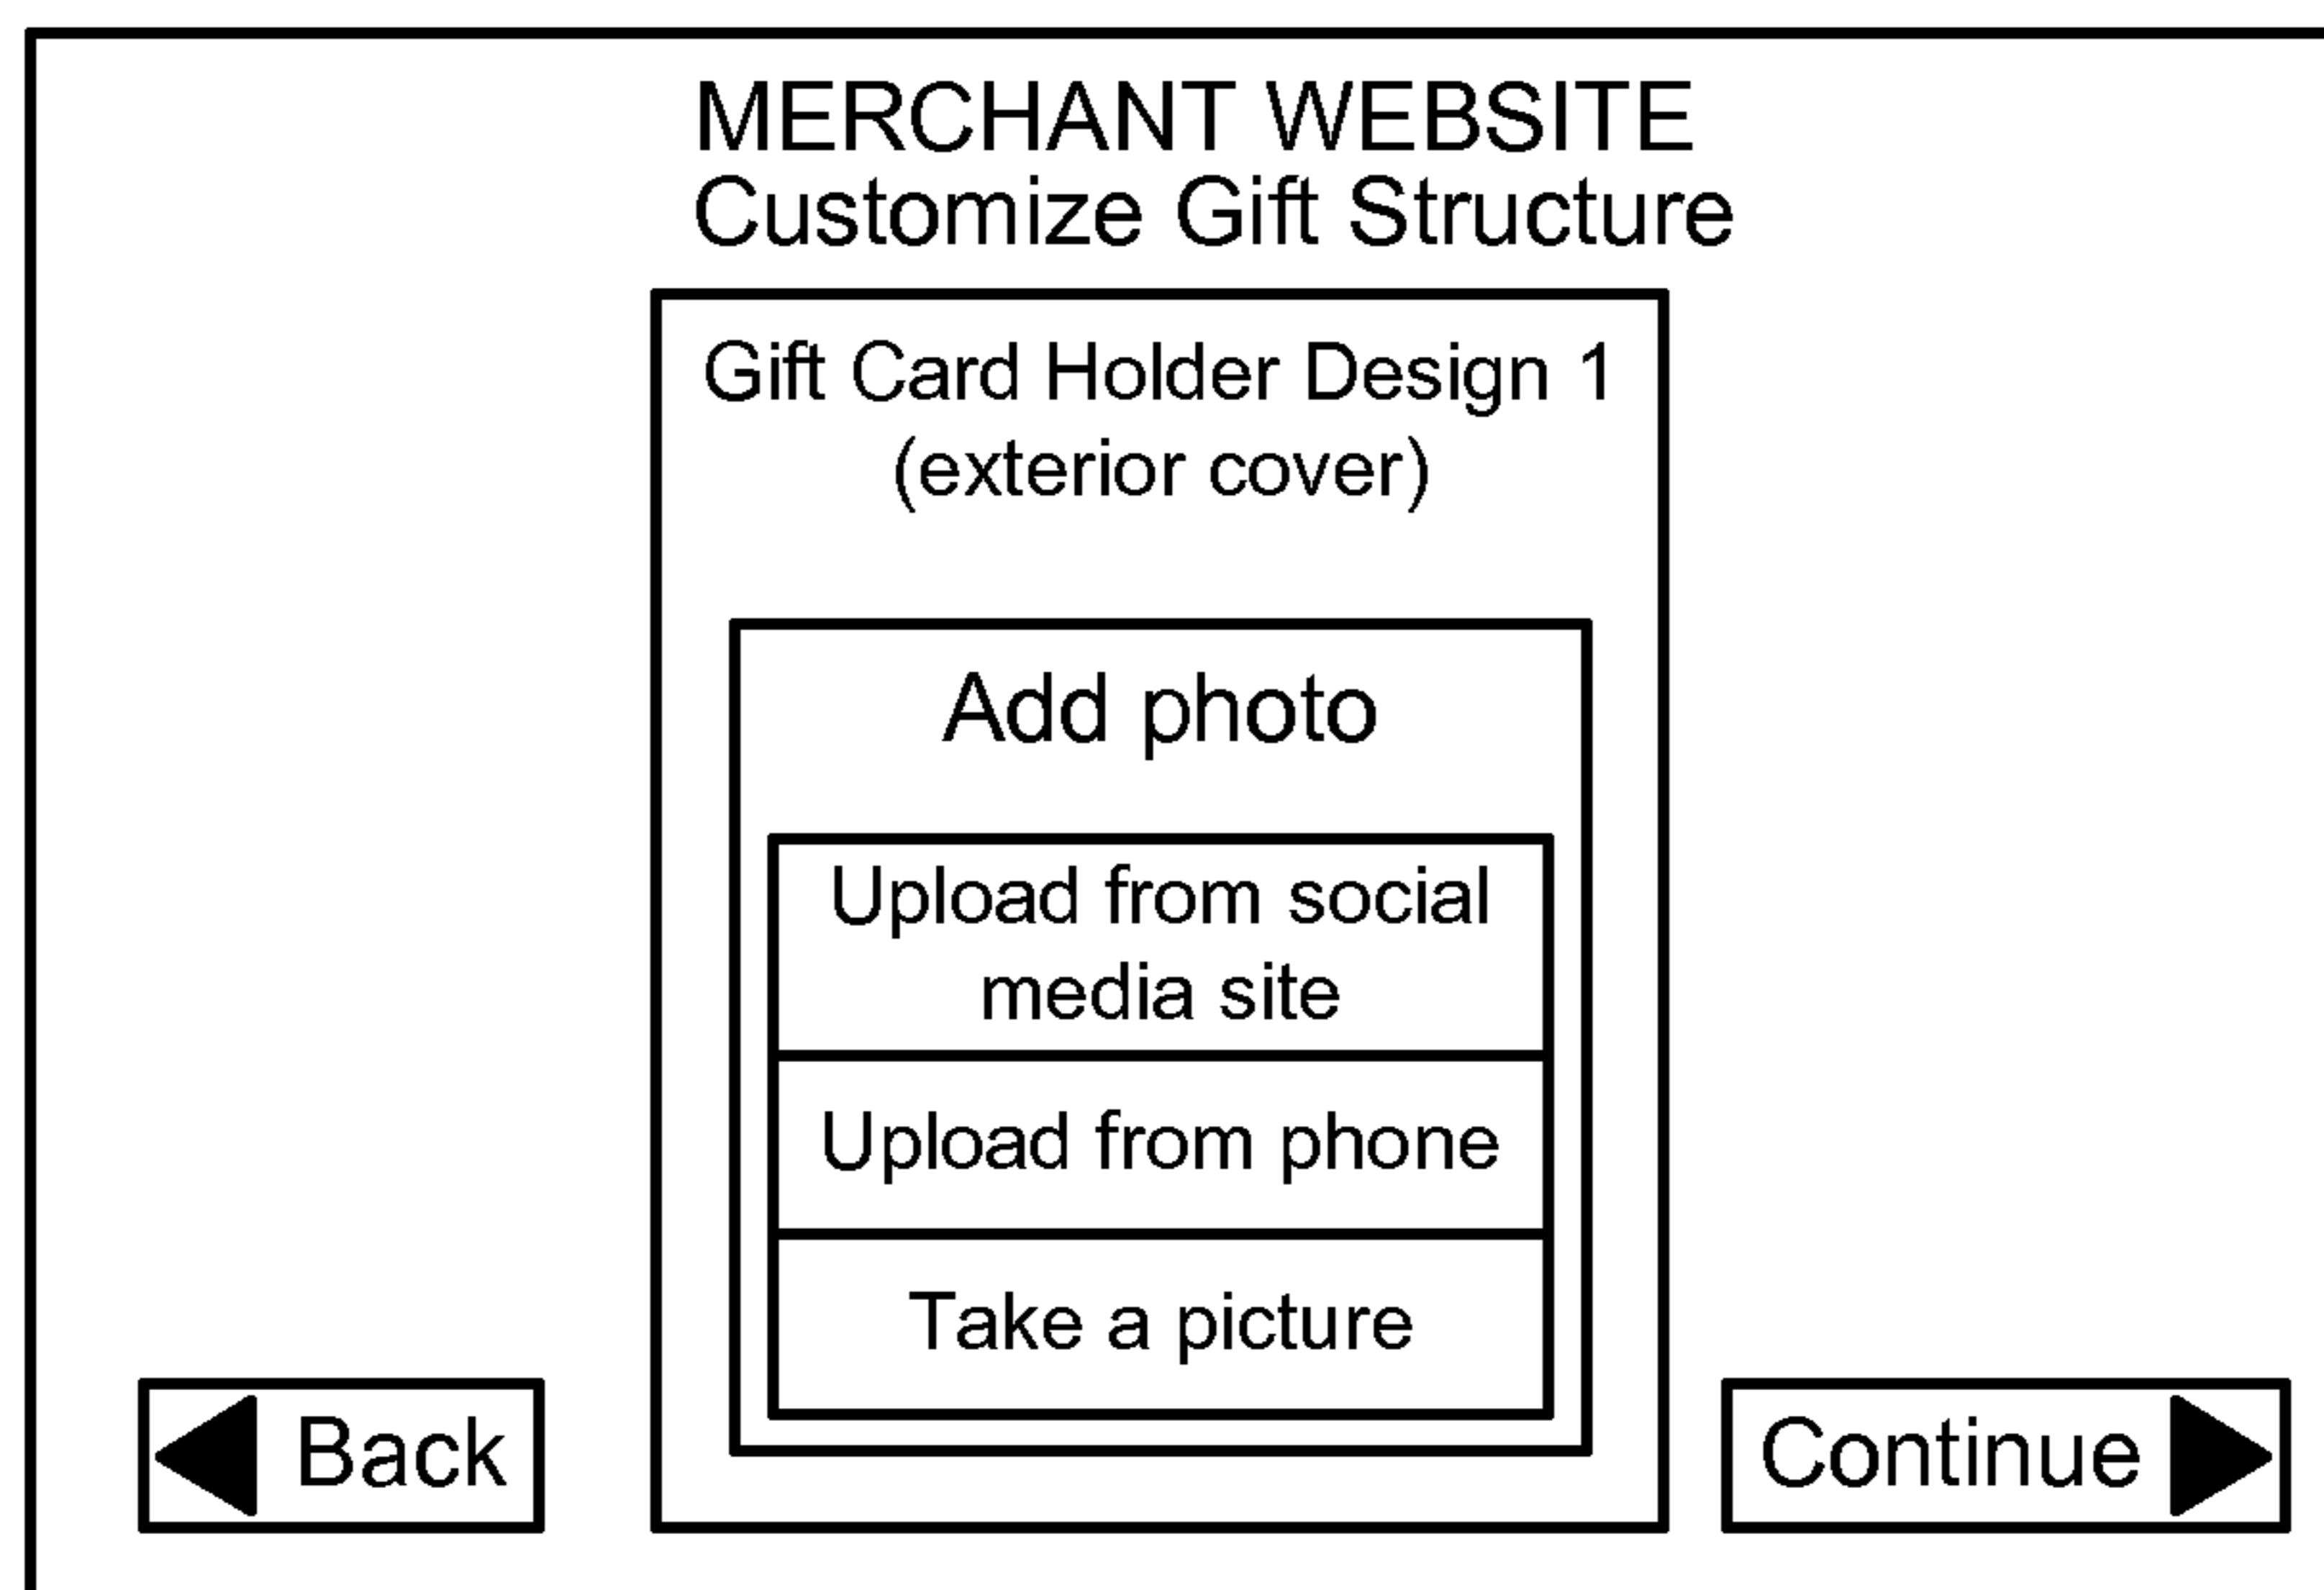 MERCHANT WEBSITE
Customize Gift Structure
Gift Card Holder Design 1
(exterior cover)
Add photo
Upload from social
media site
Upload from phone
Take a picture
Back
Continue